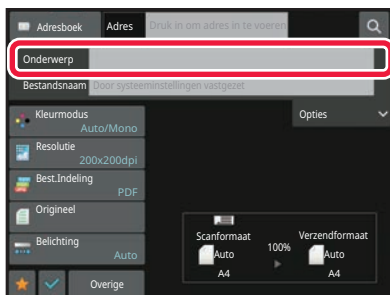 Adresboek Adres Druk in om adres in te voeren
Onderwerp
Bestandsnaam Door systeeminstellingen vastgezet
Kleurmodus
Auto/Mono
Opties
Resolutie
200x200dpi
Best.Indeling
PDF
Origineel
Belichting
Auto
Scanformaat
Auto
A4
100%
Verzendformaat
Auto
A4
Overige